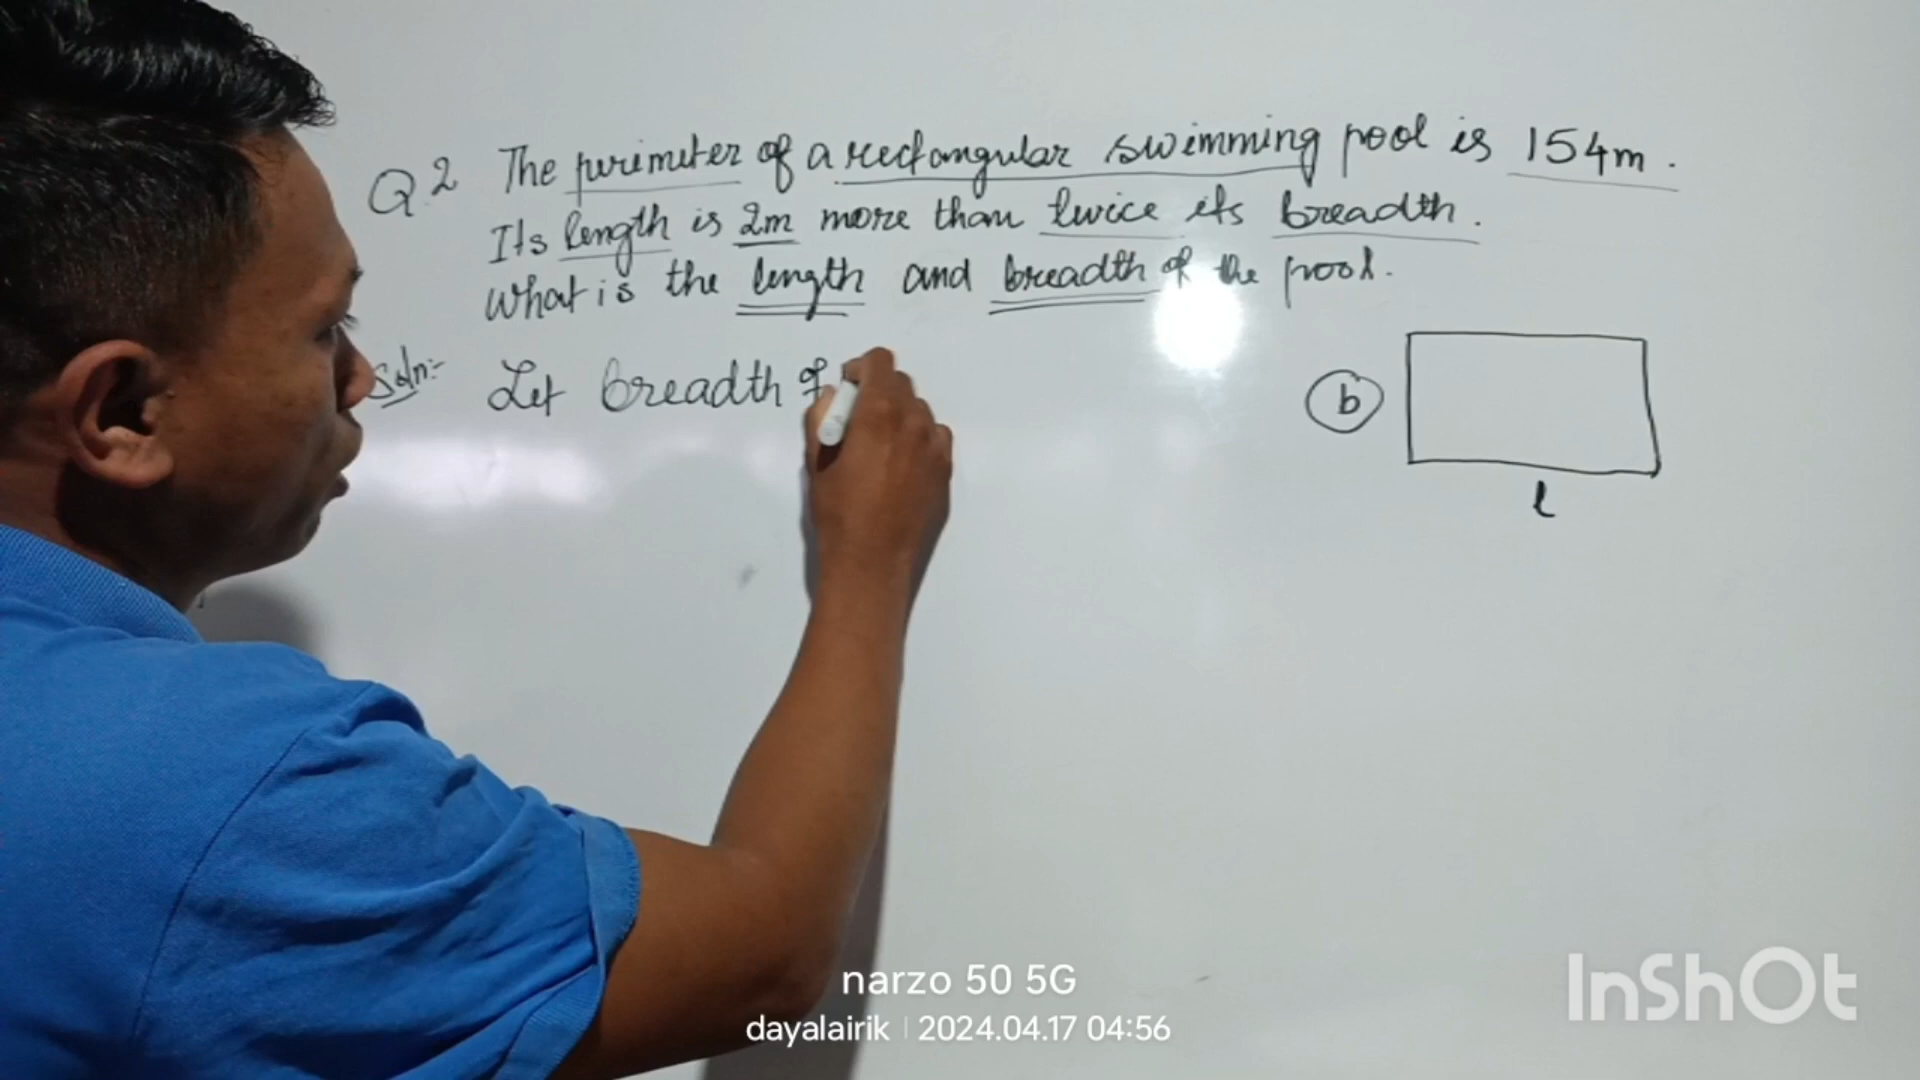 Q.2 The perimeter of a rectangular swimming pool is 154m.
Its length is 2m more than twice its breadth.
What is the length and breadth of the pool.
Soln:- Let breadth of
b
l
narzo 50 5G
dayalairik | 2024.04.17 04:56
InShOt